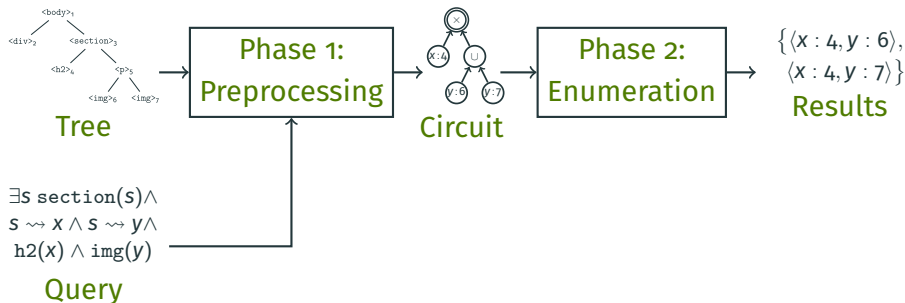 <body>₁
<div>₂ <section>₃
<h2>₄ <p>₅
<img>₆ <img>₇
Tree
Phase 1:
Preprocessing
×
x:4 ∪
y:6 y:7
Circuit
Phase 2:
Enumeration
{⟨x : 4, y : 6⟩,
⟨x : 4, y : 7⟩}
Results
∃s section(s)∧
s ⇝ x ∧ s ⇝ y∧
h2(x) ∧ img(y)
Query